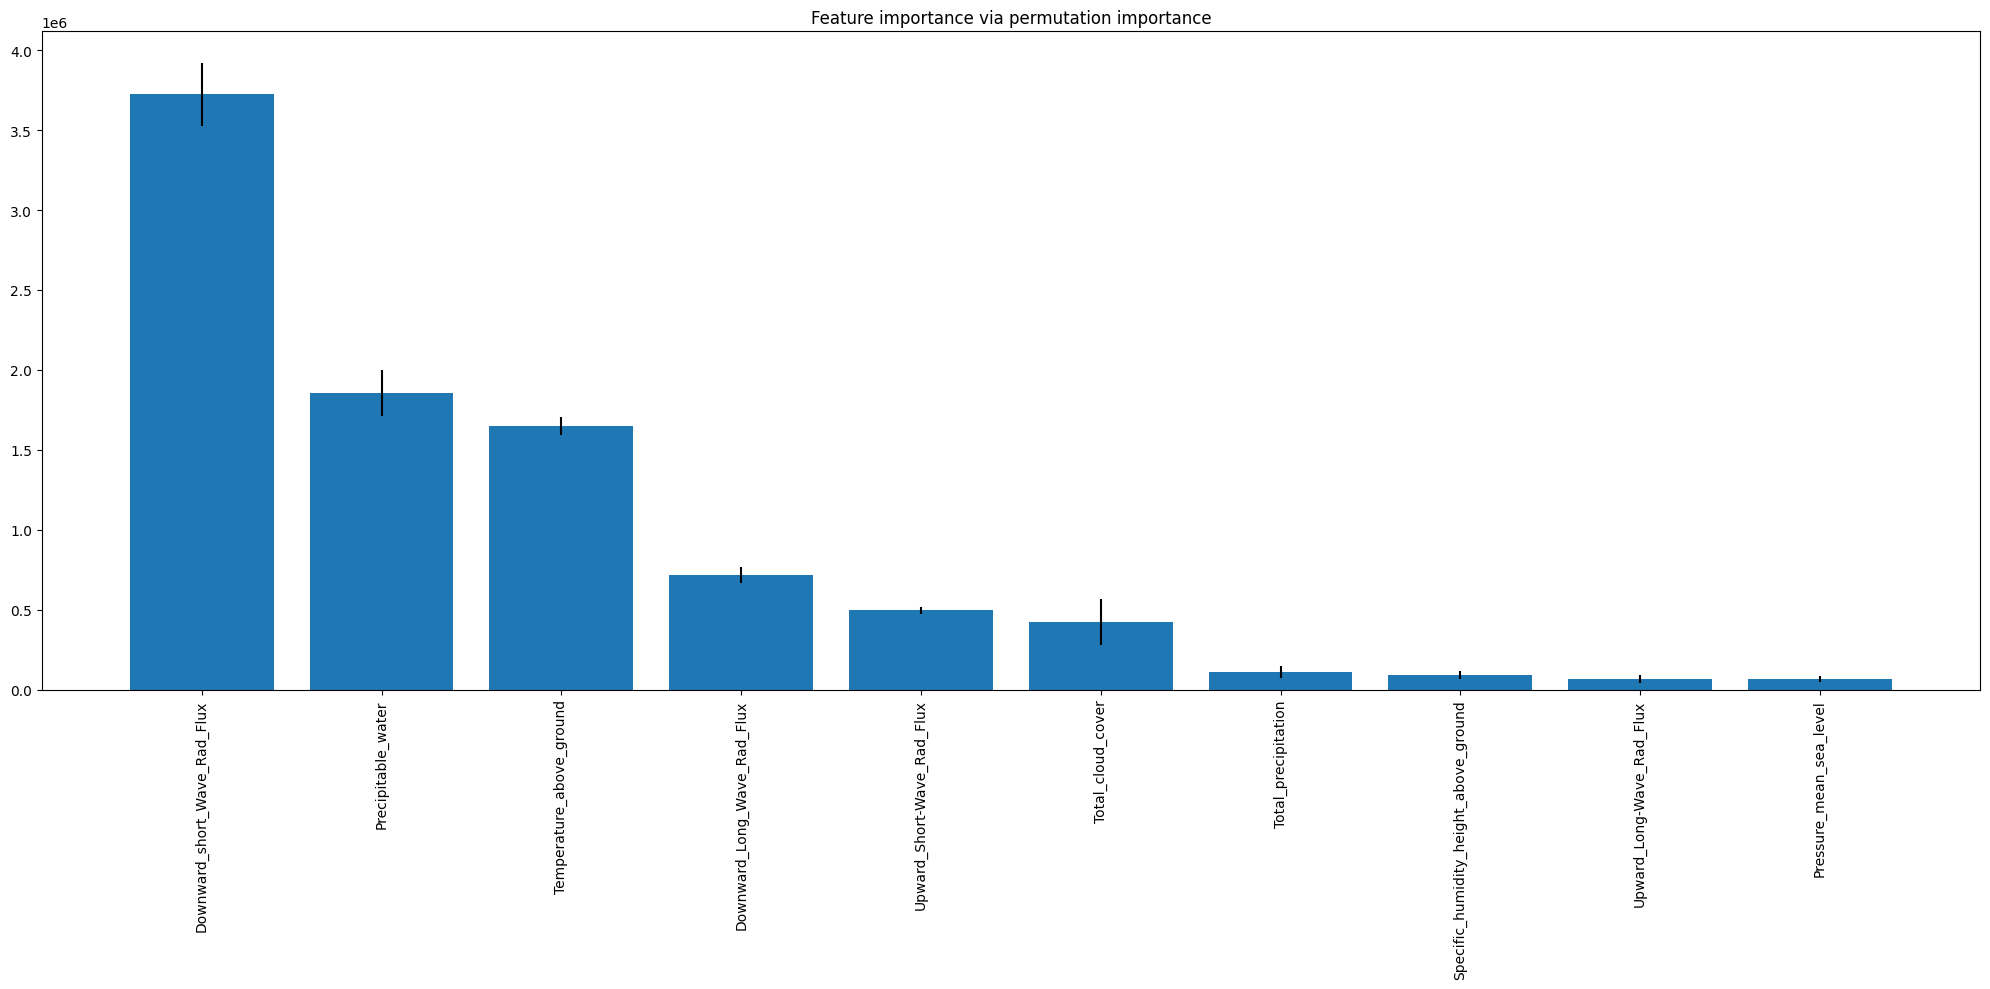 Feature importance via permutation importance
1e6
4.0
3.5
3.0
2.5
2.0
1.5
1.0
0.5
0.0
Downward_short_Wave_Rad_Flux
Precipitable_water
Temperature_above_ground
Downward_Long_Wave_Rad_Flux
Upward_Short-Wave_Rad_Flux
Total_cloud_cover
Total_precipitation
Specific_humidity_height_above_ground
Upward_Long-Wave_Rad_Flux
Pressure_mean_sea_level